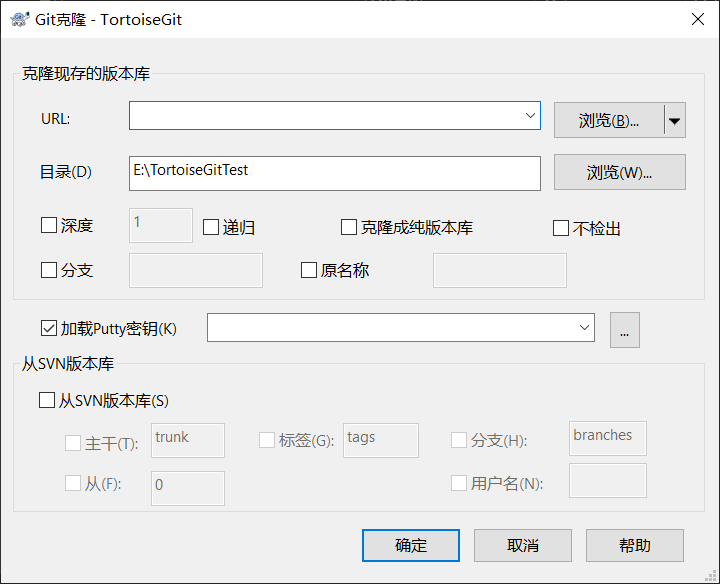 Git克隆 - TortoiseGit
克隆现存的版本库
URL: 浏览(B)...
目录(D) E:\TortoiseGitTest 浏览(W)...
深度 1 递归 克隆成纯版本库 不检出
分支 原名称
加载Putty密钥(K) ...
从SVN版本库
从SVN版本库(S)
主干(T): trunk 标签(G): tags 分支(H): branches
从(F): 0 用户名(N):
确定 取消 帮助